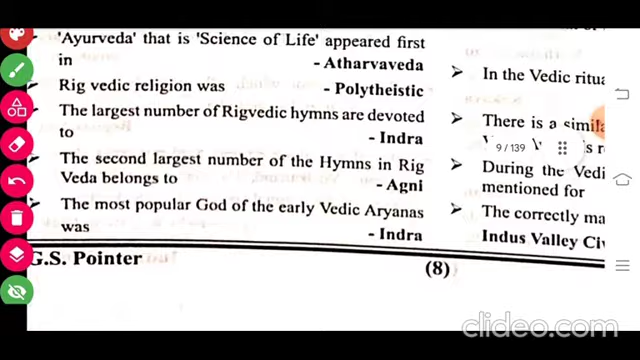 'Ayurveda' that is 'Science of Life' appeared first
in - Atharvaveda
Rig vedic religion was - Polytheistic
The largest number of Rigvedic hymns are devoted
to - Indra
The second largest number of the Hymns in Rig
Veda belongs to - Agni
The most popular God of the early Vedic Aryanas
was - Indra
G.S. Pointer
(8)
In the Vedic ritua
There is a simila
9 / 139
During the Vedi
mentioned for
The correctly ma
Indus Valley Civ
clideo.com